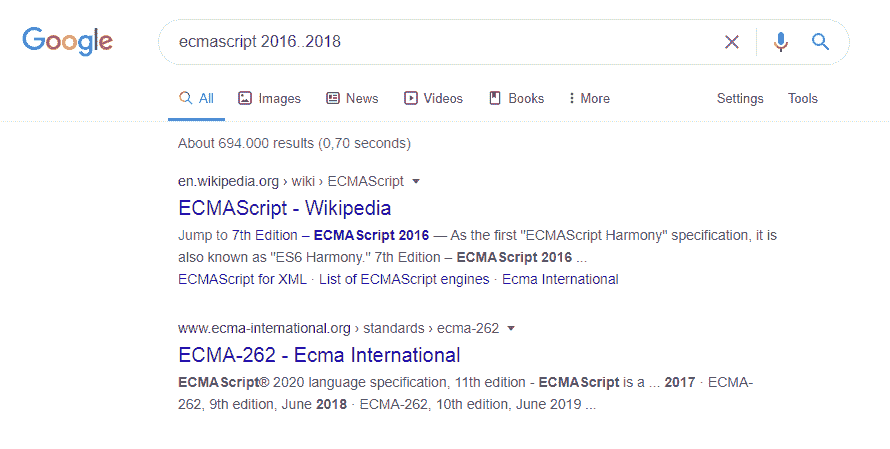 Google
ecmascript 2016..2018
All Images News Videos Books More Settings Tools
About 694.000 results (0,70 seconds)
en.wikipedia.org › wiki › ECMAScript
ECMAScript - Wikipedia
Jump to 7th Edition – ECMAScript 2016 — As the first "ECMAScript Harmony" specification, it is
also known as "ES6 Harmony." 7th Edition – ECMAScript 2016 ...
ECMAScript for XML · List of ECMAScript engines · Ecma International
www.ecma-international.org › standards › ecma-262
ECMA-262 - Ecma International
ECMAScript® 2020 language specification, 11th edition - ECMAScript is a ... 2017 · ECMA-
262, 9th edition, June 2018 · ECMA-262, 10th edition, June 2019 ...